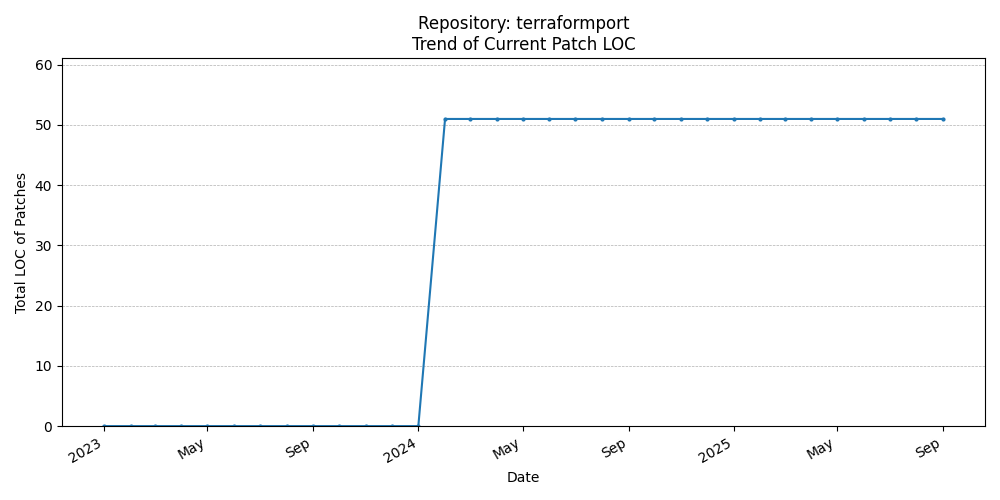 Repository: terraformport
Trend of Current Patch LOC
Total LOC of Patches
60
50
40
30
20
10
0
2023
May
Sep
2024
May
Sep
2025
May
Sep
Date